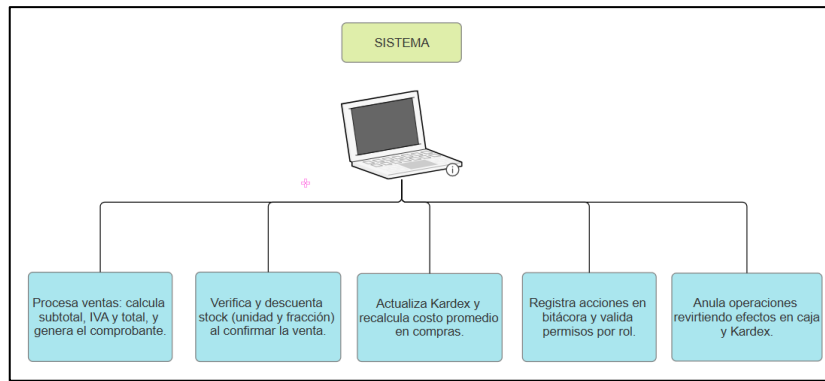 SISTEMA
Procesa ventas: calcula
subtotal, IVA y total, y
genera el comprobante.
Verifica y descuenta
stock (unidad y fracción)
al confirmar la venta.
Actualiza Kardex y
recalcula costo promedio
en compras.
Registra acciones en
bitácora y valida
permisos por rol.
Anula operaciones
revirtiendo efectos en caja
y Kardex.